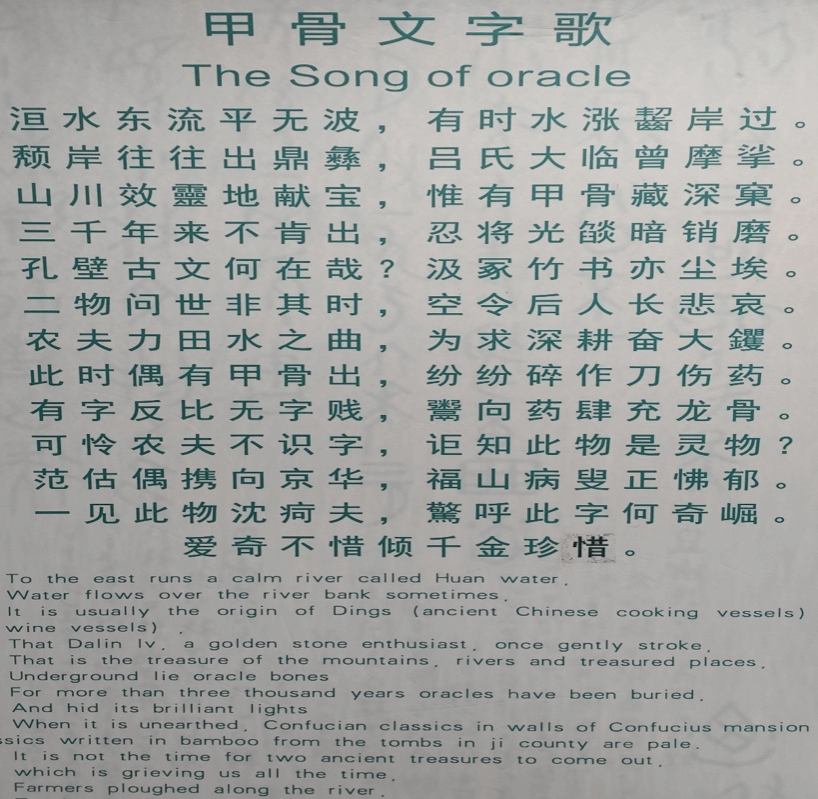 甲骨文字歌
The Song of oracle
洹水东流平无波，有时水涨齧岸过。
颓岸往往出鼎彝，吕氏大临曾摩挲。
山川效靈地献宝，惟有甲骨藏深窠。
三千年来不肯出，忍将光燄暗销磨。
孔壁古文何在哉？汲冢竹书亦尘埃。
二物问世非其时，空令后人长悲哀。
农夫力田水之曲，为求深耕奋大钁。
此时偶有甲骨出，纷纷碎作刀伤药。
有字反比无字贱，鬻向药肆充龙骨。
可怜农夫不识字，讵知此物是灵物？
范估偶携向京华，福山病叟正怫郁。
一见此物沈疴夫，驚呼此字何奇崛。
爱奇不惜倾千金珍惜。
To the east runs a calm river called Huan water.
Water flows over the river bank sometimes.
It is usually the origin of Dings (ancient Chinese cooking vessels)
wine vessels) .
That Dalin lv, a golden stone enthusiast, once gently stroke,
That is the treasure of the mountains, rivers and treasured places.
Underground lie oracle bones
For more than three thousand years oracles have been buried,
And hid its brilliant lights
When it is unearthed, Confucian classics in walls of Confucius mansion
ssics written in bamboo from the tombs in ji county are pale.
It is not the time for two ancient treasures to come out,
which is grieving us all the time.
Farmers ploughed along the river,